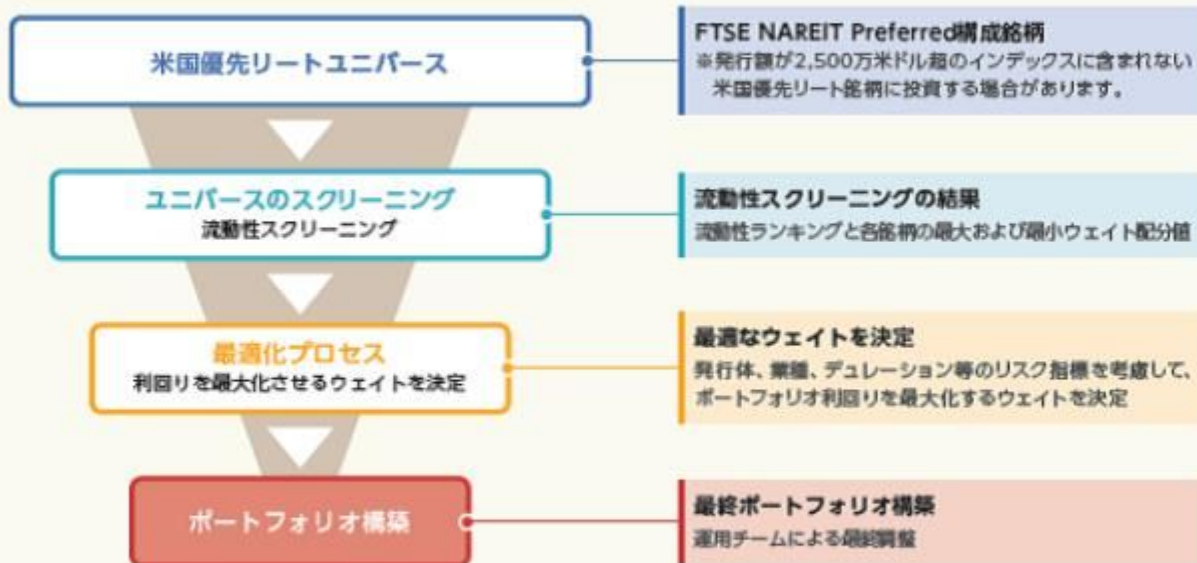 米国優先リートユニバース
FTSE NAREIT Preferred構成銘柄
※発行額が2,500万米ドル超のインデックスに含まれない
米国優先リート銘柄に投資する場合があります。
ユニバースのスクリーニング
流動性スクリーニング
流動性スクリーニングの結果
流動性ランキングと各銘柄の最大および最小ウェイト配分値
最適化プロセス
利回りを最大化させるウェイトを決定
最適なウェイトを決定
発行体、業種、デュレーション等のリスク指標を考慮して、
ポートフォリオ利回りを最大化するウェイトを決定
ポートフォリオ構築
最終ポートフォリオ構築
運用チームによる最終調整